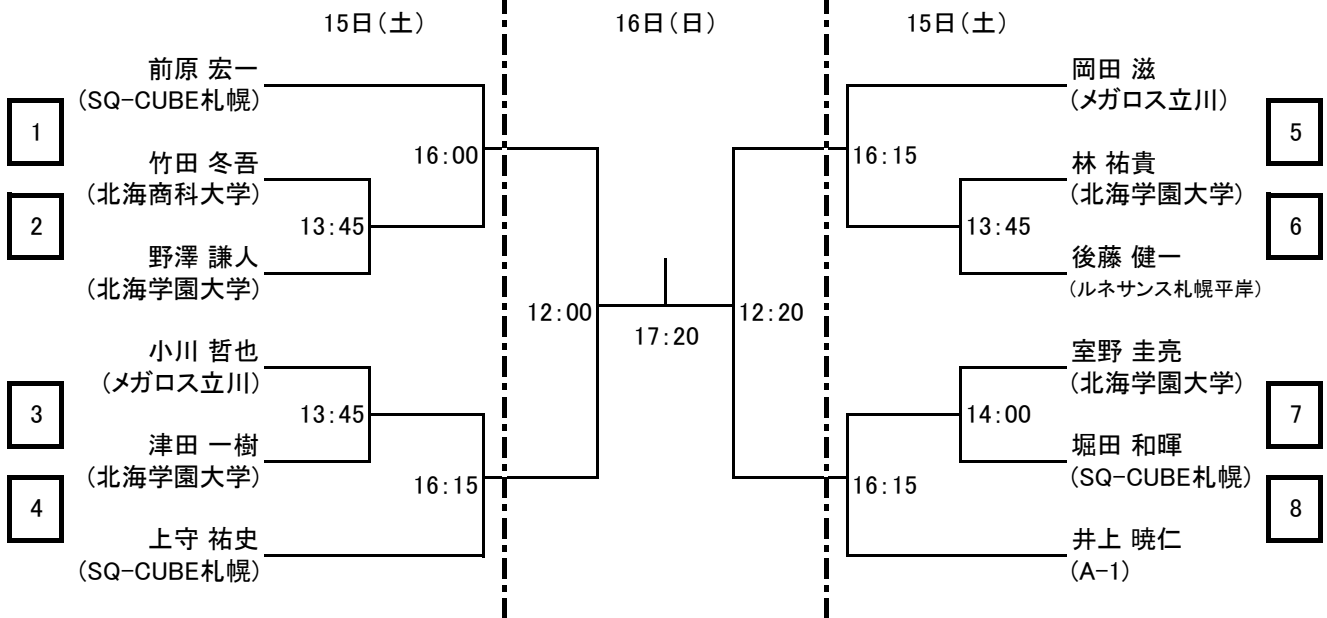 15日(土)
16日(日)
15日(土)
前原 宏一
(SQ-CUBE札幌)
1
16:00
竹田 冬吾
(北海商科大学)
2
13:45
野澤 謙人
(北海学園大学)
小川 哲也
(メガロス立川)
3
13:45
津田 一樹
(北海学園大学)
4
16:15
上守 祐史
(SQ-CUBE札幌)
12:00
17:20
12:20
岡田 滋
(メガロス立川)
5
16:15
林 祐貴
(北海学園大学)
6
13:45
後藤 健一
(ルネサンス札幌平岸)
室野 圭亮
(北海学園大学)
7
14:00
堀田 和暉
(SQ-CUBE札幌)
8
16:15
井上 暁仁
(A-1)